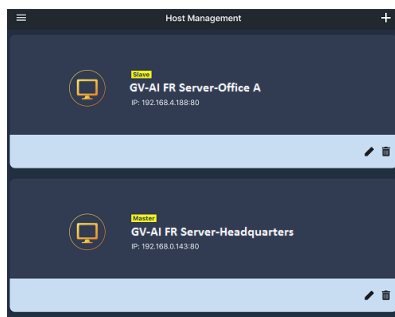 Host Management
Slave
GV-AI FR Server-Office A
IP: 192.168.4.188:80
Master
GV-AI FR Server-Headquarters
IP: 192.168.0.143:80